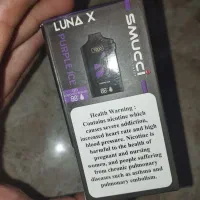 LUNA X
SMUCCi
PURPLE ICE
Health Warning :
Contains nicotine which
causes severe addiction,
increased heart rate and high
blood pressure. Nicotine is
harmful to the health of
pregnant and nursing
women, and people suffering
from chronic pulmonary
diseases such as asthma and
pulmonary embolism.